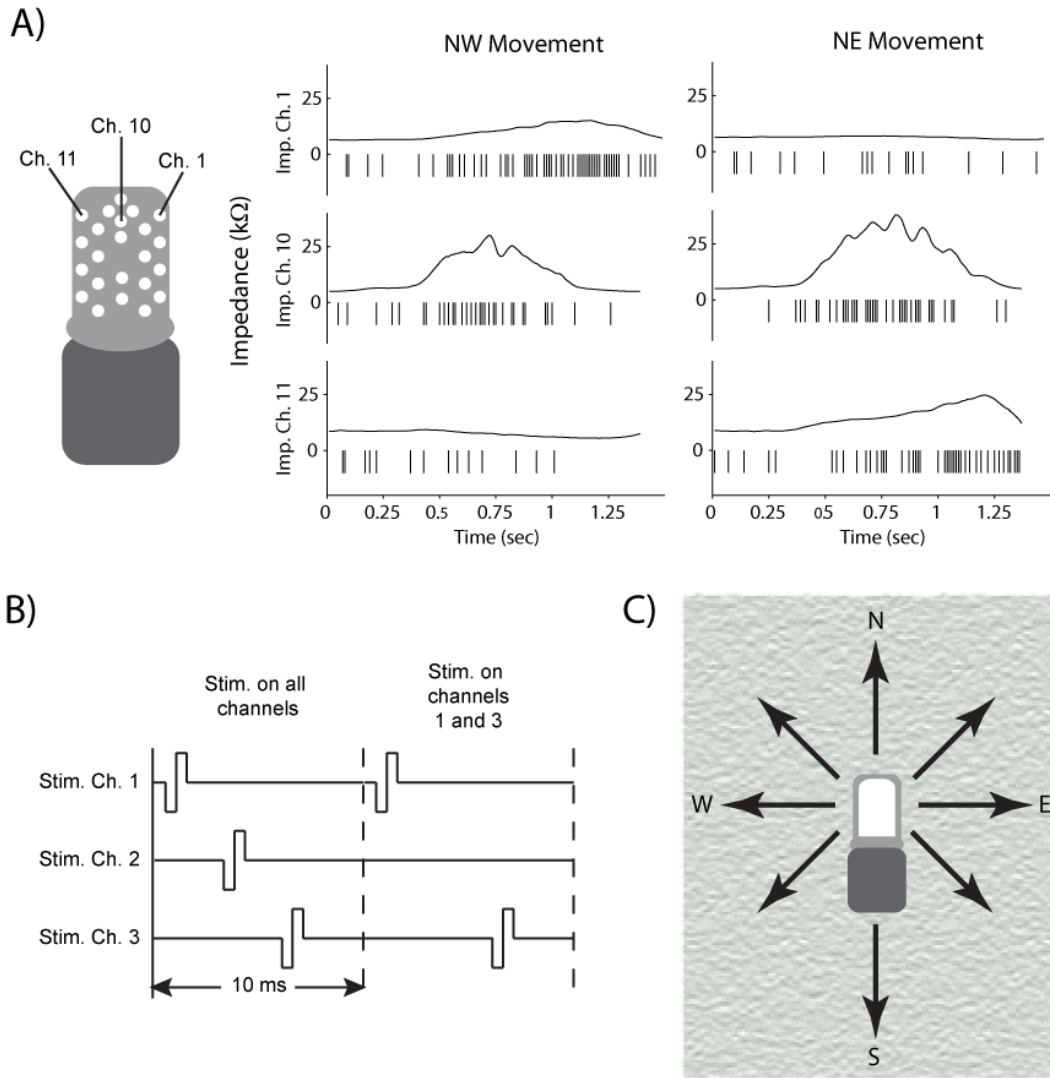 A)
NW Movement
NE Movement
Ch. 10
Ch. 11
Ch. 1
Impedance (kΩ)
Imp. Ch. 1
25
0
25
0
Imp. Ch. 10
25
0
25
0
Imp. Ch. 11
25
0
25
0
0 0.25 0.5 0.75 1 1.25
0 0.25 0.5 0.75 1 1.25
Time (sec)
Time (sec)
B)
Stim. on all
channels
Stim. on
channels
1 and 3
Stim. Ch. 1
Stim. Ch. 2
Stim. Ch. 3
10 ms
C)
N
W
E
S